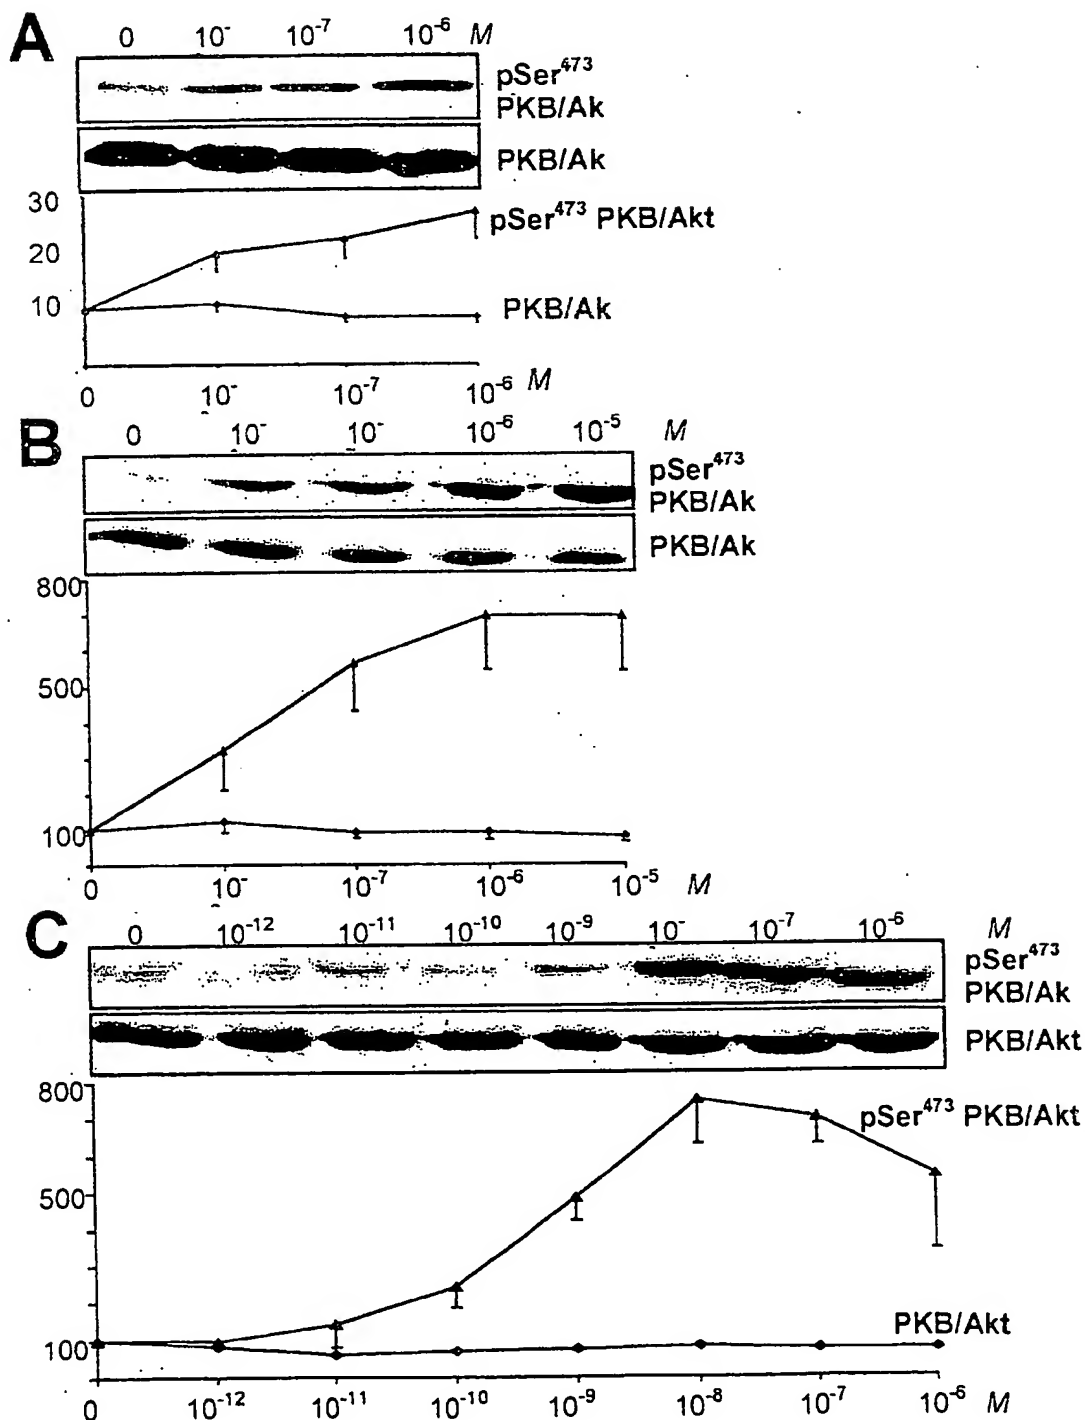 A
0 10⁻ 10⁻⁷ 10⁻⁶ M
pSer⁴⁷³
PKB/Ak
PKB/Ak
30
20
10
pSer⁴⁷³ PKB/Akt
PKB/Ak
0 10⁻ 10⁻⁷ 10⁻⁶ M
B
0 10⁻ 10⁻ 10⁻⁶ 10⁻⁵ M
pSer⁴⁷³
PKB/Ak
PKB/Ak
800
500
100
0 10⁻ 10⁻⁷ 10⁻⁶ 10⁻⁵ M
C
0 10⁻¹² 10⁻¹¹ 10⁻¹⁰ 10⁻⁹ 10⁻ 10⁻⁷ 10⁻⁶ M
pSer⁴⁷³
PKB/Ak
PKB/Akt
800
pSer⁴⁷³ PKB/Akt
500
PKB/Akt
100
0 10⁻¹² 10⁻¹¹ 10⁻¹⁰ 10⁻⁹ 10⁻⁸ 10⁻⁷ 10⁻⁶ M